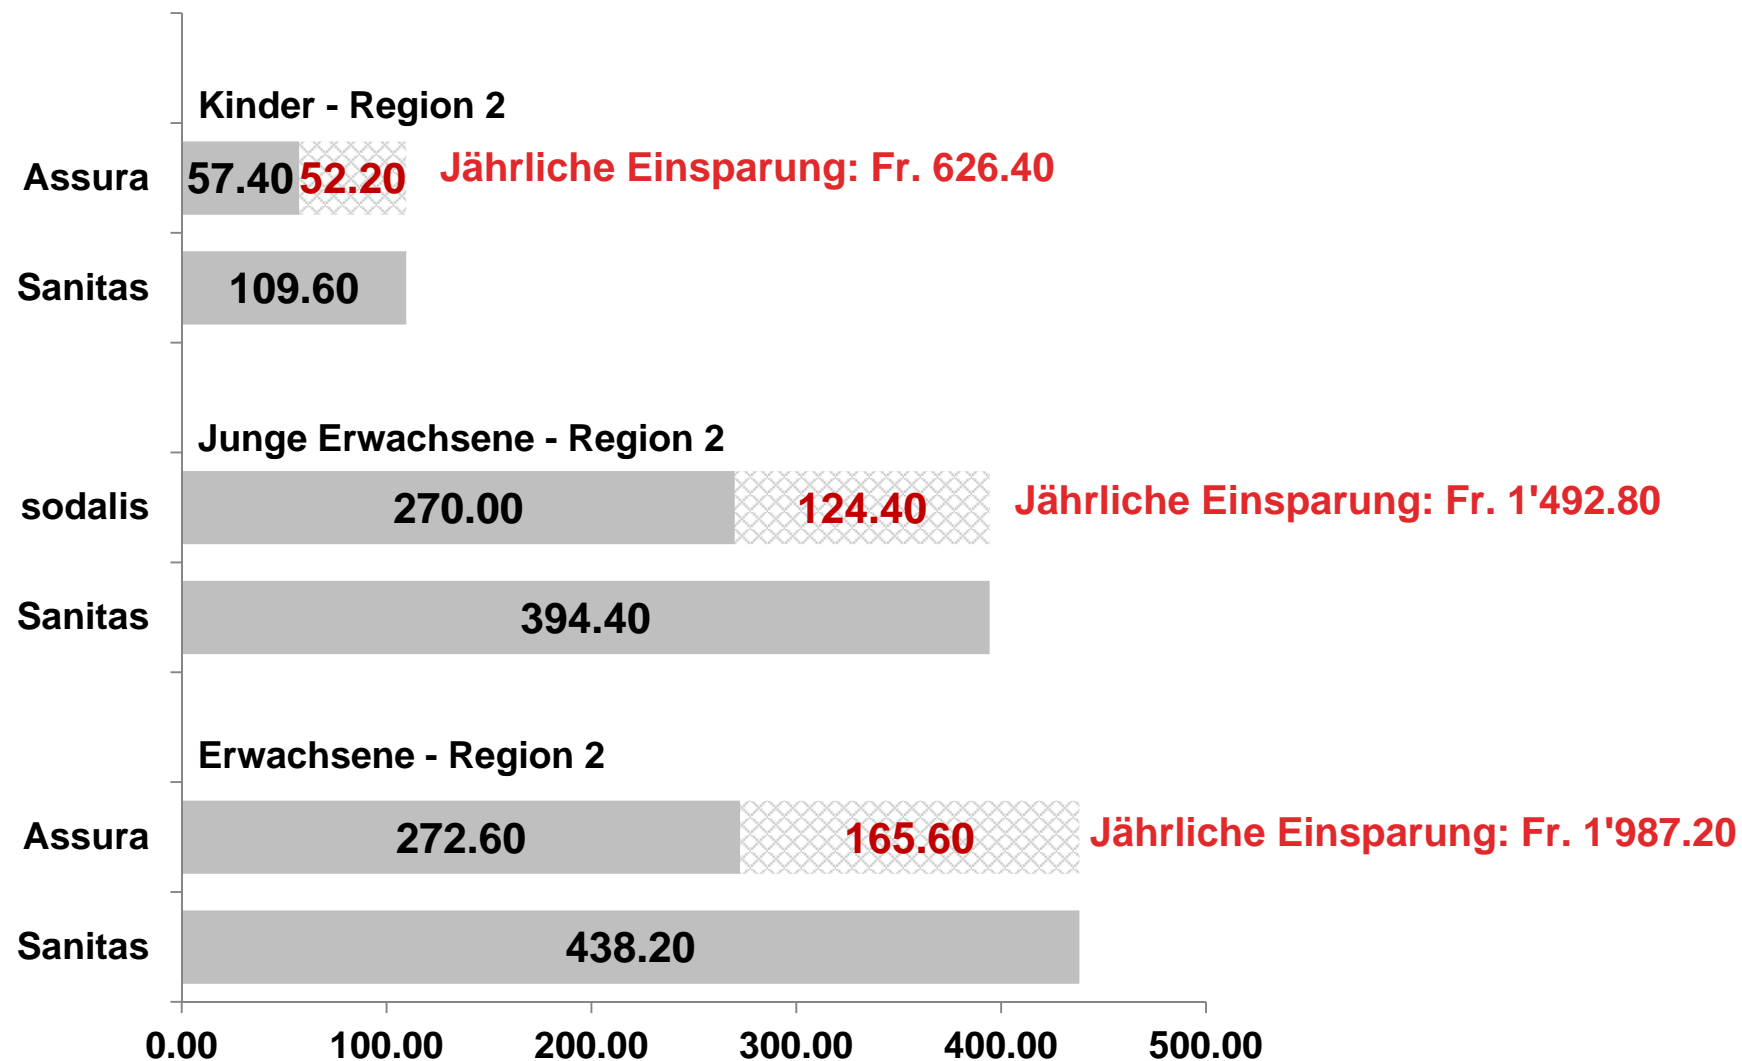 Kinder - Region 2
Assura 57.40 52.20 Jährliche Einsparung: Fr. 626.40
Sanitas 109.60
Junge Erwachsene - Region 2
sodalis 270.00 124.40 Jährliche Einsparung: Fr. 1'492.80
Sanitas 394.40
Erwachsene - Region 2
Assura 272.60 165.60 Jährliche Einsparung: Fr. 1'987.20
Sanitas 438.20
0.00 100.00 200.00 300.00 400.00 500.00